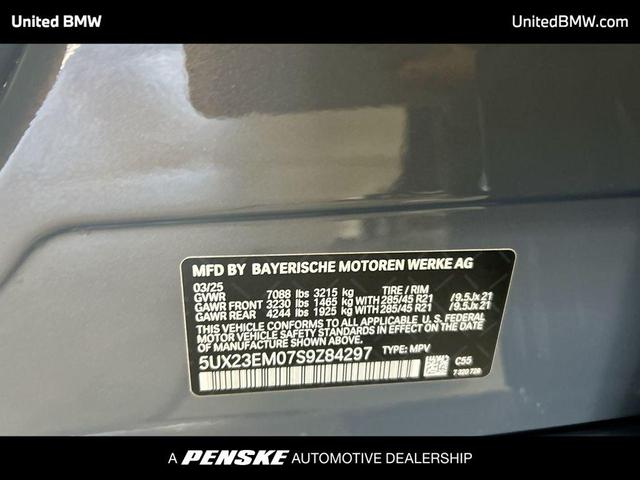 United BMW
UnitedBMW.com
MFD BY BAYERISCHE MOTOREN WERKE AG
03/25
GVWR 7088 lbs 3215 kg TIRE / RIM
GAWR FRONT 3230 lbs 1465 kg WITH 285/45 R21 /9.5Jx21
GAWR REAR 4244 lbs 1925 kg WITH 285/45 R21 /9.5Jx21
THIS VEHICLE CONFORMS TO ALL APPLICABLE U. S. FEDERAL
MOTOR VEHICLE SAFETY STANDARDS IN EFFECT ON THE DATE
OF MANUFACTURE SHOWN ABOVE.
5UX23EM07S9Z84297 TYPE: MPV
C55
7 320 728
A PENSKE AUTOMOTIVE DEALERSHIP